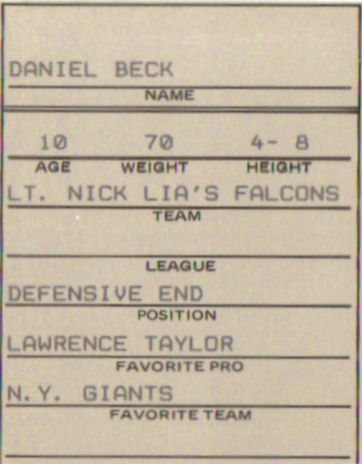 DANIEL BECK
NAME
10 70 4- 8
AGE WEIGHT HEIGHT
LT. NICK LIA'S FALCONS
TEAM
LEAGUE
DEFENSIVE END
POSITION
LAWRENCE TAYLOR
FAVORITE PRO
N.Y. GIANTS
FAVORITE TEAM